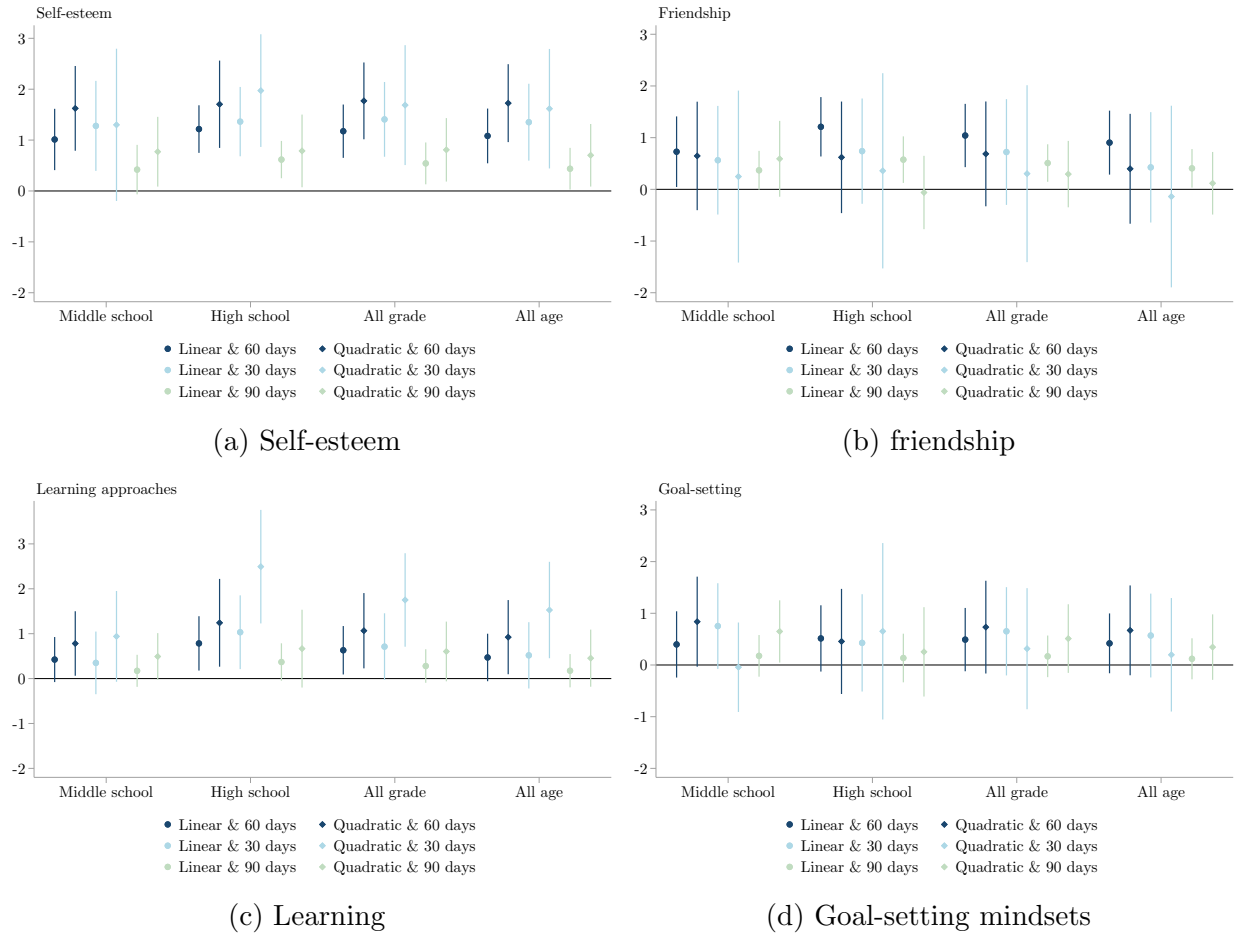 Self-esteem
3
2
1
0
-1
-2
Middle school High school All grade All age
Linear & 60 days Quadratic & 60 days
Linear & 30 days Quadratic & 30 days
Linear & 90 days Quadratic & 90 days
(a) Self-esteem
Friendship
3
2
1
0
-1
-2
Middle school High school All grade All age
Linear & 60 days Quadratic & 60 days
Linear & 30 days Quadratic & 30 days
Linear & 90 days Quadratic & 90 days
(b) friendship
Learning approaches
3
2
1
0
-1
-2
Middle school High school All grade All age
Linear & 60 days Quadratic & 60 days
Linear & 30 days Quadratic & 30 days
Linear & 90 days Quadratic & 90 days
(c) Learning
Goal-setting
3
2
1
0
-1
-2
Middle school High school All grade All age
Linear & 60 days Quadratic & 60 days
Linear & 30 days Quadratic & 30 days
Linear & 90 days Quadratic & 90 days
(d) Goal-setting mindsets